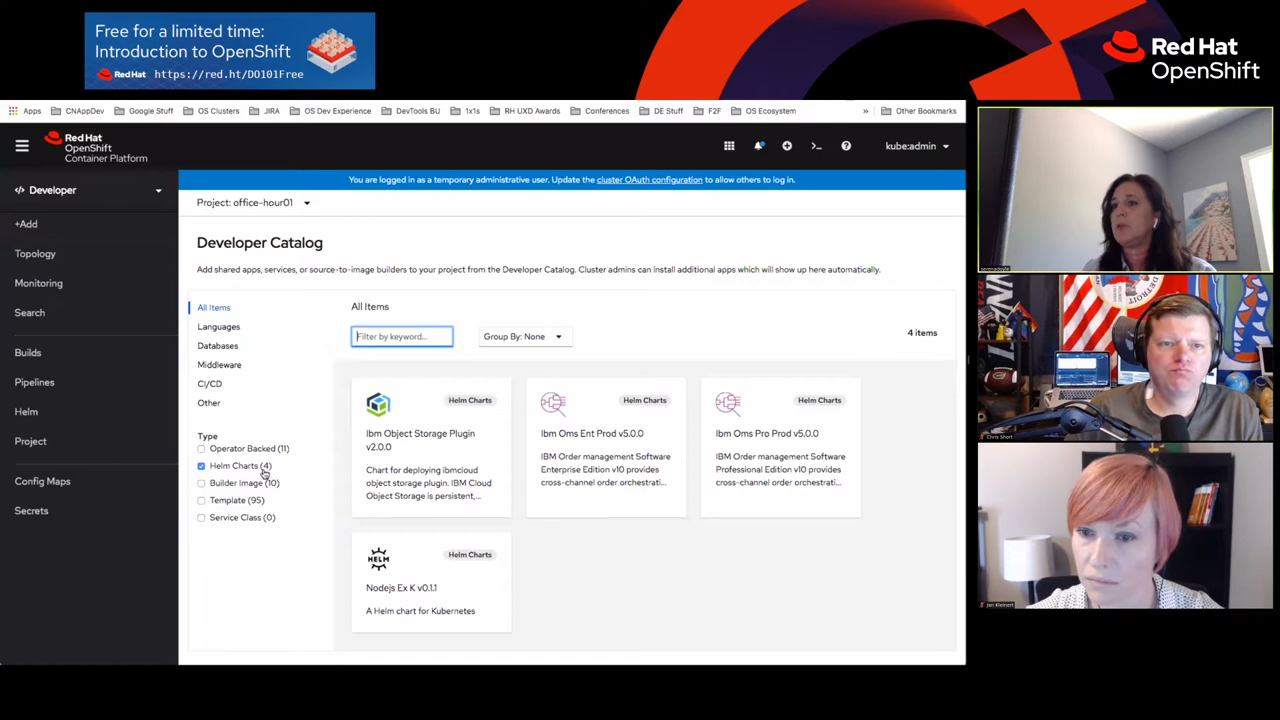 Free for a limited time:
Introduction to OpenShift
Red Hat https://red.ht/DO101Free
Red Hat
OpenShift
Apps CNAppDev Google Stuff OS Clusters JIRA OS Dev Experience DevTools BU 1x1s RH UXD Awards Conferences DE Stuff F2F OS Ecosystem » Other Bookmarks
Red Hat
OpenShift
Container Platform
kube:admin
Developer
You are logged in as a temporary administrative user. Update the cluster OAuth configuration to allow others to log in.
Project: office-hour01
+Add
Topology
Monitoring
Search
Builds
Pipelines
Helm
Project
Config Maps
Secrets
Developer Catalog
Add shared apps, services, or source-to-image builders to your project from the Developer Catalog. Cluster admins can install additional apps which will show up here automatically.
All Items
Languages
Databases
Middleware
CI/CD
Other
Type
Operator Backed (11)
Helm Charts (4)
Builder Image (10)
Template (95)
Service Class (0)
All Items
Filter by keyword...
Group By: None
4 items
Helm Charts
Ibm Object Storage Plugin
v2.0.0
Chart for deploying ibmcloud
object storage plugin. IBM Cloud
Object Storage is persistent,...
Helm Charts
Ibm Oms Ent Prod v5.0.0
IBM Order management Software
Enterprise Edition v10 provides
cross-channel order orchestrati...
Helm Charts
Ibm Oms Pro Prod v5.0.0
IBM Order management Software
Professional Edition v10 provides
cross-channel order orchestrati...
HELM
Helm Charts
Nodejs Ex K v0.1.1
A Helm chart for Kubernetes
serenadoyle
Chris Short
DETROIT
Jan Kleinert